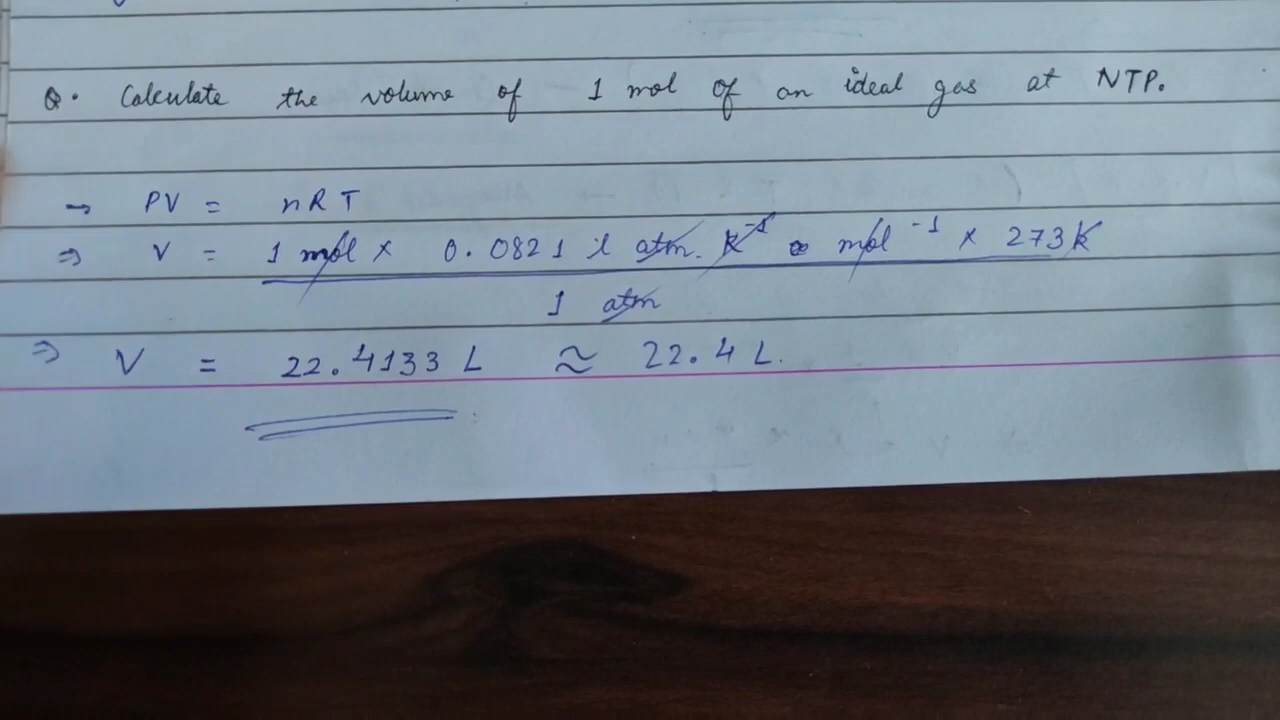 Q. Calculate the volume of 1 mol of an ideal gas at NTP.
→ PV = nRT
⇒ V = 1 mol × 0.0821 l atm. K⁻¹ mol⁻¹ × 273K
1 atm
⇒ V = 22.4133 L ≈ 22.4 L.